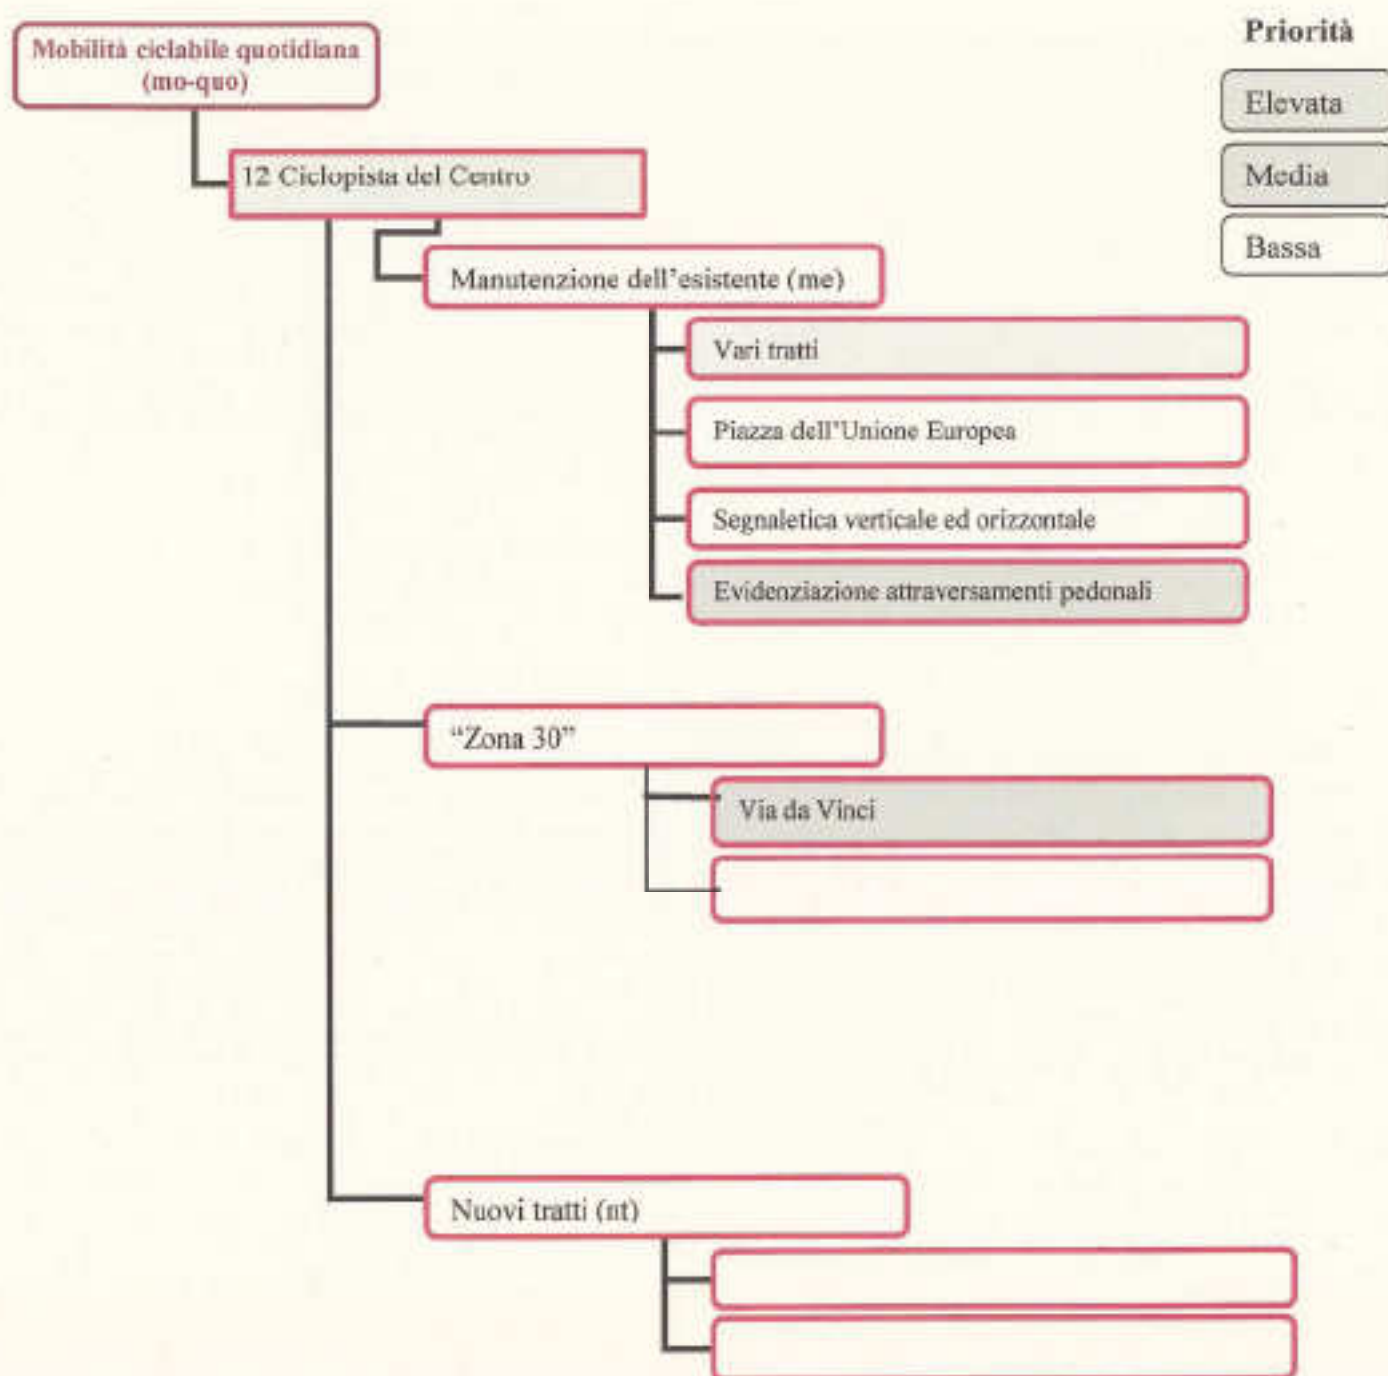 Mobilità ciclabile quotidiana
(mo-quo)
Priorità
Elevata
Media
Bassa
12 Ciclopista del Centro
Manutenzione dell'esistente (me)
Vari tratti
Piazza dell'Unione Europea
Segnaletica verticale ed orizzontale
Evidenziazione attraversamenti pedonali
“Zona 30”
Via da Vinci
Nuovi tratti (nt)